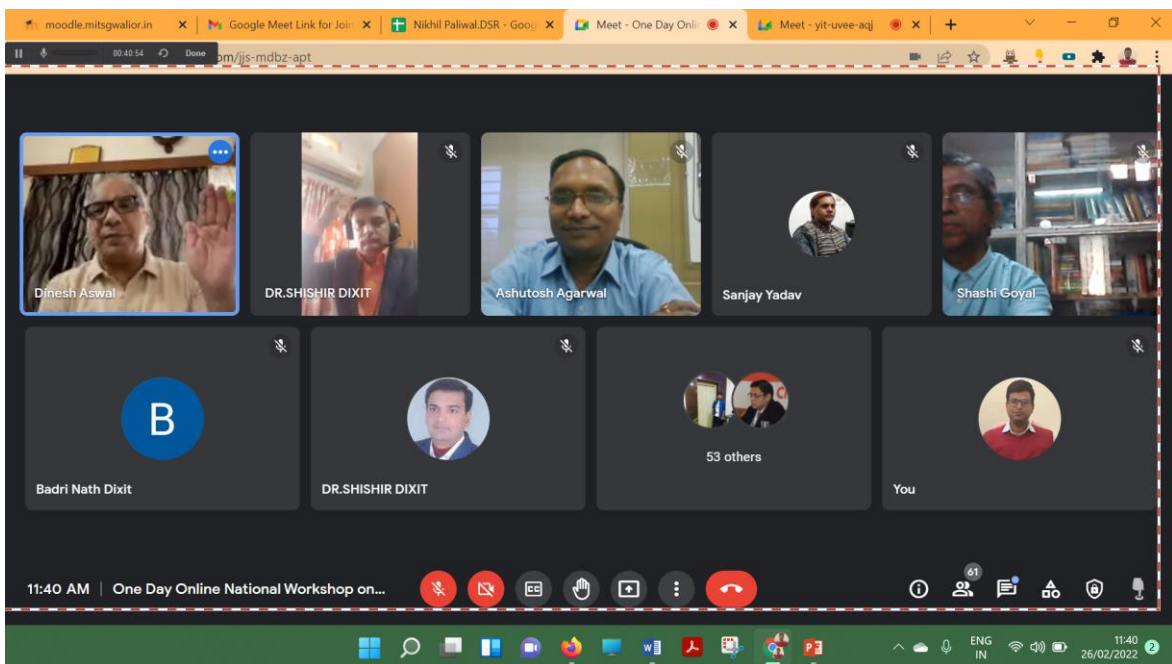 moodle.mitsgwalior.in
Google Meet Link for Join
Nikhil Paliwal.DSR - Goog
Meet - One Day Onli
Meet - yit-uvee-aqj
00:40:54 Done
om/jjs-mdbz-apt
Dinesh Aswal
DR.SHISHIR DIXIT
Ashutosh Agarwal
Sanjay Yadav
Shashi Goyal
B
Badri Nath Dixit
DR.SHISHIR DIXIT
53 others
You
11:40 AM | One Day Online National Workshop on...
CC
61
ENG
IN
11:40
26/02/2022
2